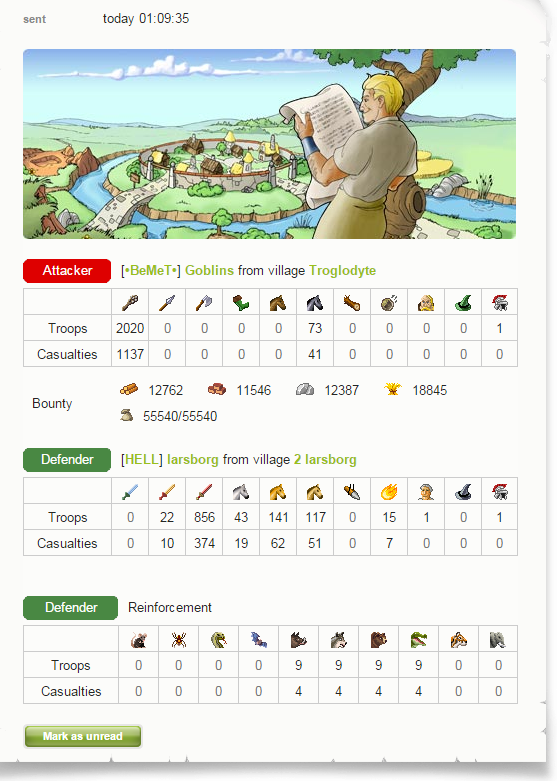 sent today 01:09:35
Attacker [•BeMeT•] Goblins from village Troglodyte
Troops 2020 0 0 0 0 73 0 0 0 0 1
Casualties 1137 0 0 0 0 41 0 0 0 0 0
Bounty 12762 11546 12387 18845
55540/55540
Defender [HELL] larsborg from village 2 larsborg
Troops 0 22 856 43 141 117 0 15 1 0 1
Casualties 0 10 374 19 62 51 0 7 0 0 0
Defender Reinforcement
Troops 0 0 0 0 9 9 9 9 0 0
Casualties 0 0 0 0 4 4 4 4 0 0
Mark as unread